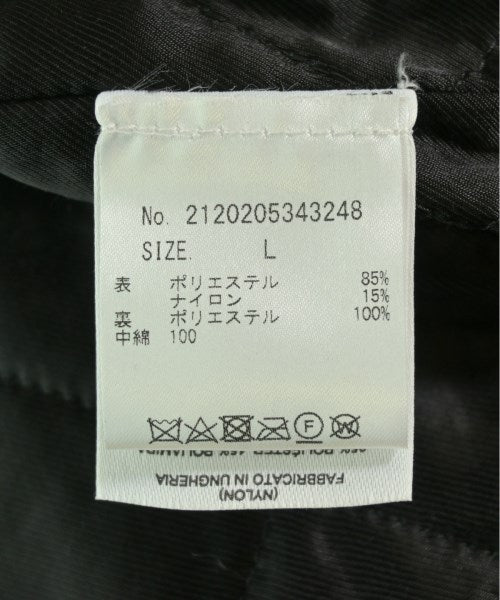 No. 2120205343248
SIZE. L
表 ポリエステル 85%
ナイロン 15%
裏 ポリエステル 100%
中綿 100
F W
(NYLON)
FABBRICATO IN UNGHERIA